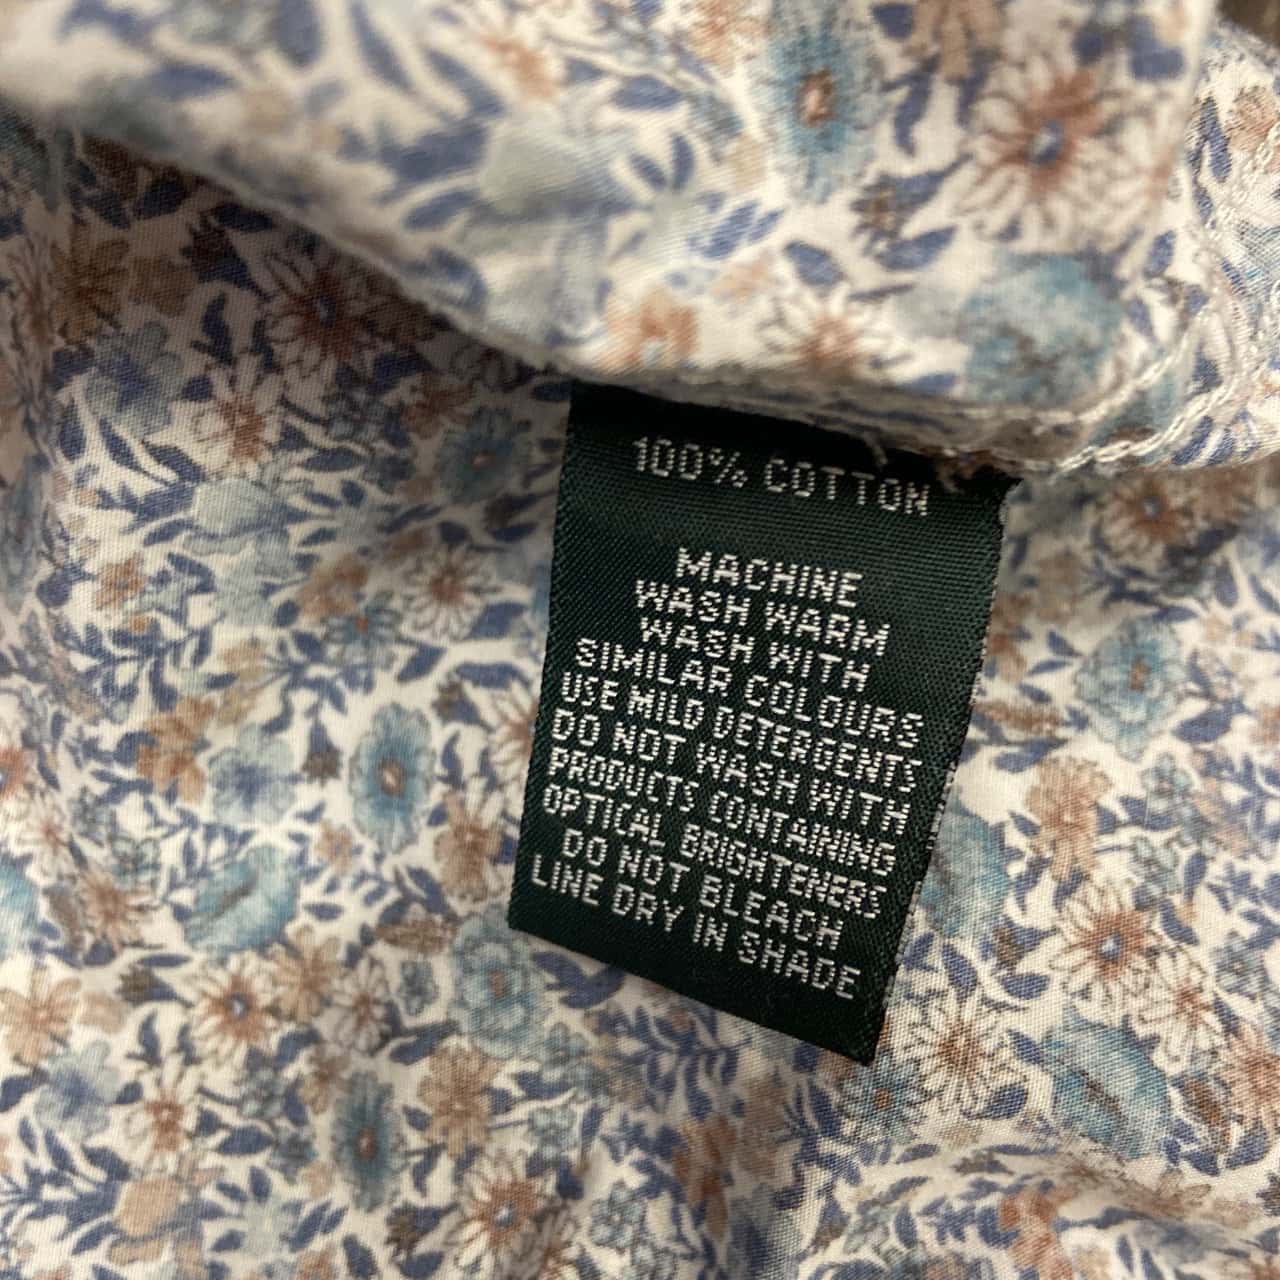 100% COTTON
MACHINE
WASH WARM
WASH WITH
SIMILAR COLOURS
USE MILD DETERGENTS
DO NOT WASH WITH
PRODUCTS CONTAINING
OPTICAL BRIGHTENERS
DO NOT BLEACH
LINE DRY IN SHADE